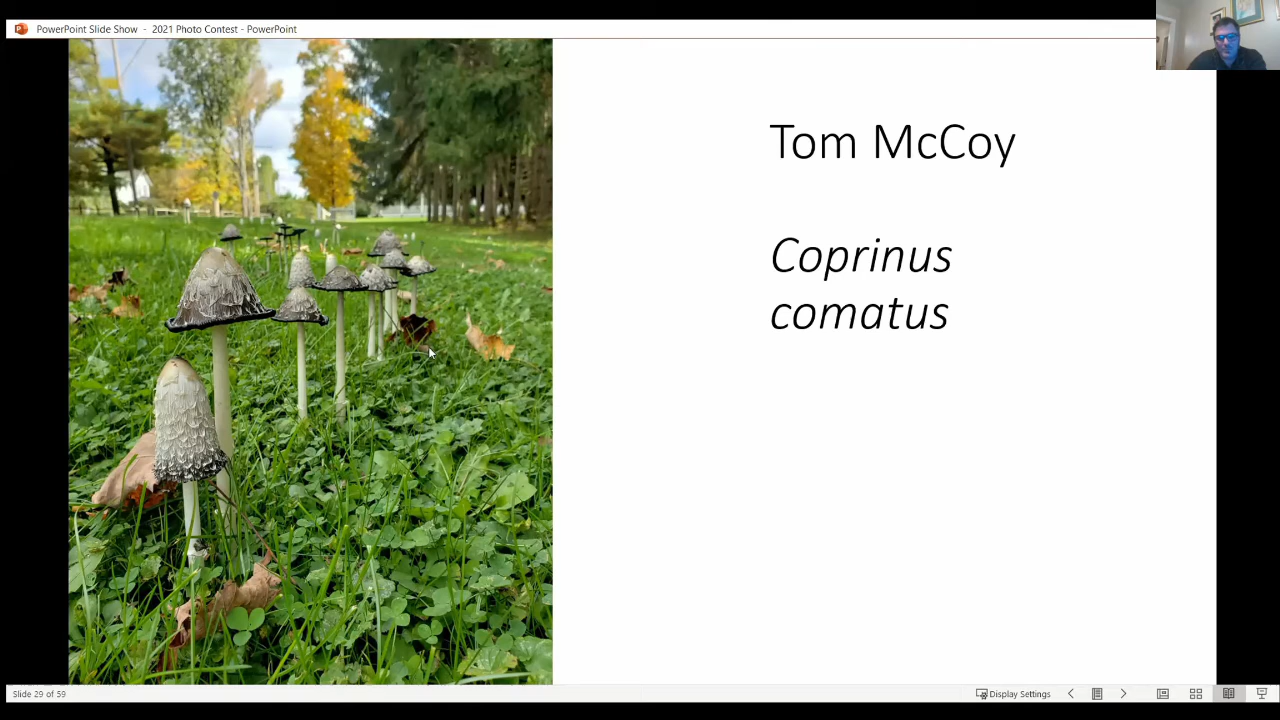 PowerPoint Slide Show - 2021 Photo Contest - PowerPoint
Tom McCoy
Coprinus
comatus
Slide 29 of 59
Display Settings